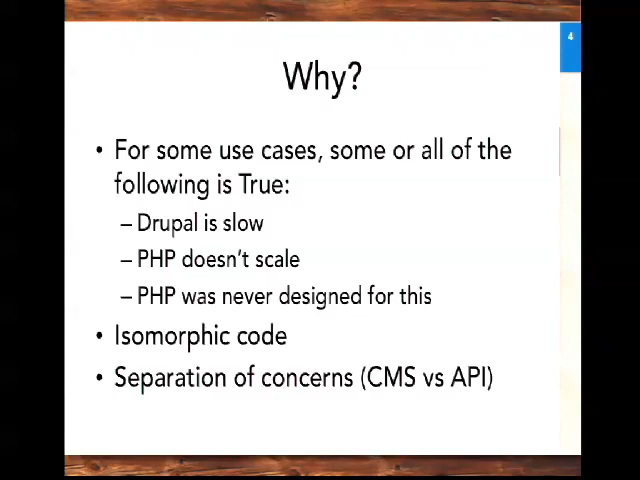 4
Why?
• For some use cases, some or all of the
following is True:
– Drupal is slow
– PHP doesn't scale
– PHP was never designed for this
• Isomorphic code
• Separation of concerns (CMS vs API)